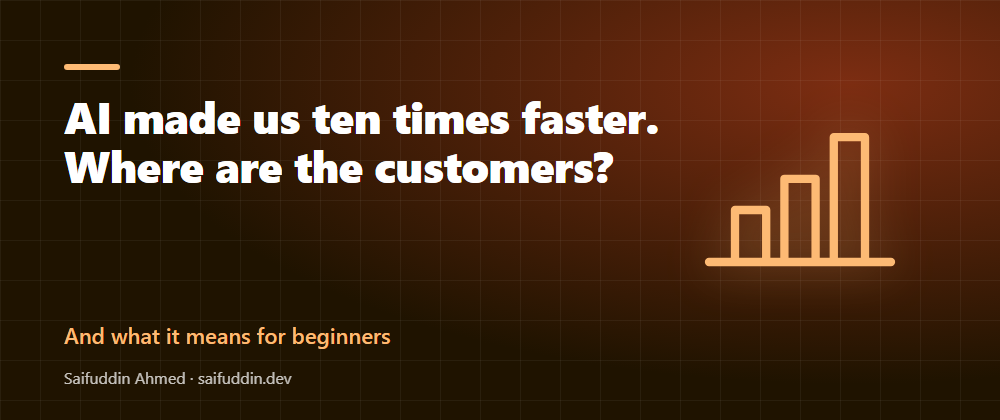 AI made us ten times faster.
Where are the customers?
And what it means for beginners
Saifuddin Ahmed · saifuddin.dev